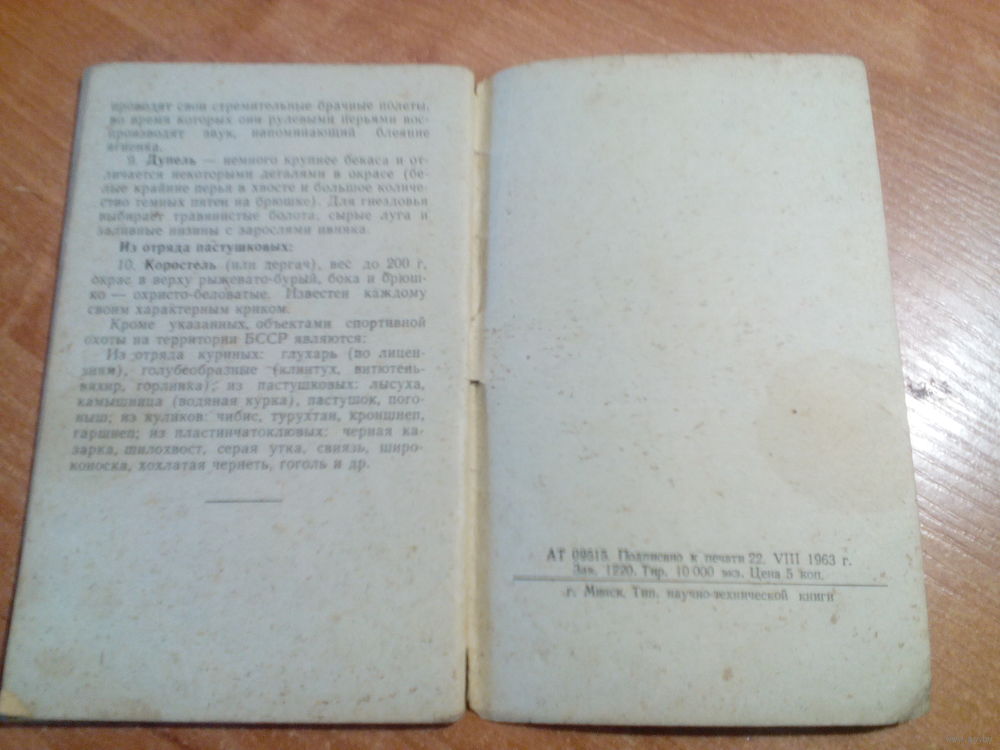 проводят свои стремительные брачные полеты,
во время которых они рулевыми перьями вос-
производят звук, напоминающий блеяние
ягненка.
9. Дупель — немного крупнее бекаса и от-
личается некоторыми деталями в окрасе (бе-
лые крайние перья в хвосте и большое количе-
ство темных пятен на брюшке). Для гнездовья
выбирает травянистые болота, сырые луга и
заливные низины с зарослями ивняка.
Из отряда пастушковых:
10. Коростель (или дергач), вес до 200 г,
окрас в верху рыжевато-бурый, бока и брюш-
ко — охристо-беловатые. Известен каждому
своим характерным криком.
Кроме указанных, объектами спортивной
охоты на территории БССР являются:
Из отряда куриных: глухарь (по лицен-
зиям), голубеобразные (клинтух, витютень-
вяхир, горлинка); из пастушковых: лысуха,
камышница (водяная курка), пастушок, пого-
ныш; из куликов: чибис, турухтан, кроншнеп,
гаршнеп; из пластинчатоклювых: черная ка-
зарка, шилохвост, серая утка, свиязь, широ-
коноска, хохлатая чернеть, гоголь и др.
АТ 09313. Подписано к печати 22. VIII 1963 г.
Зак. 1220. Тир. 10 000 экз. Цена 5 коп.
г. Минск. Тип. научно-технической книги